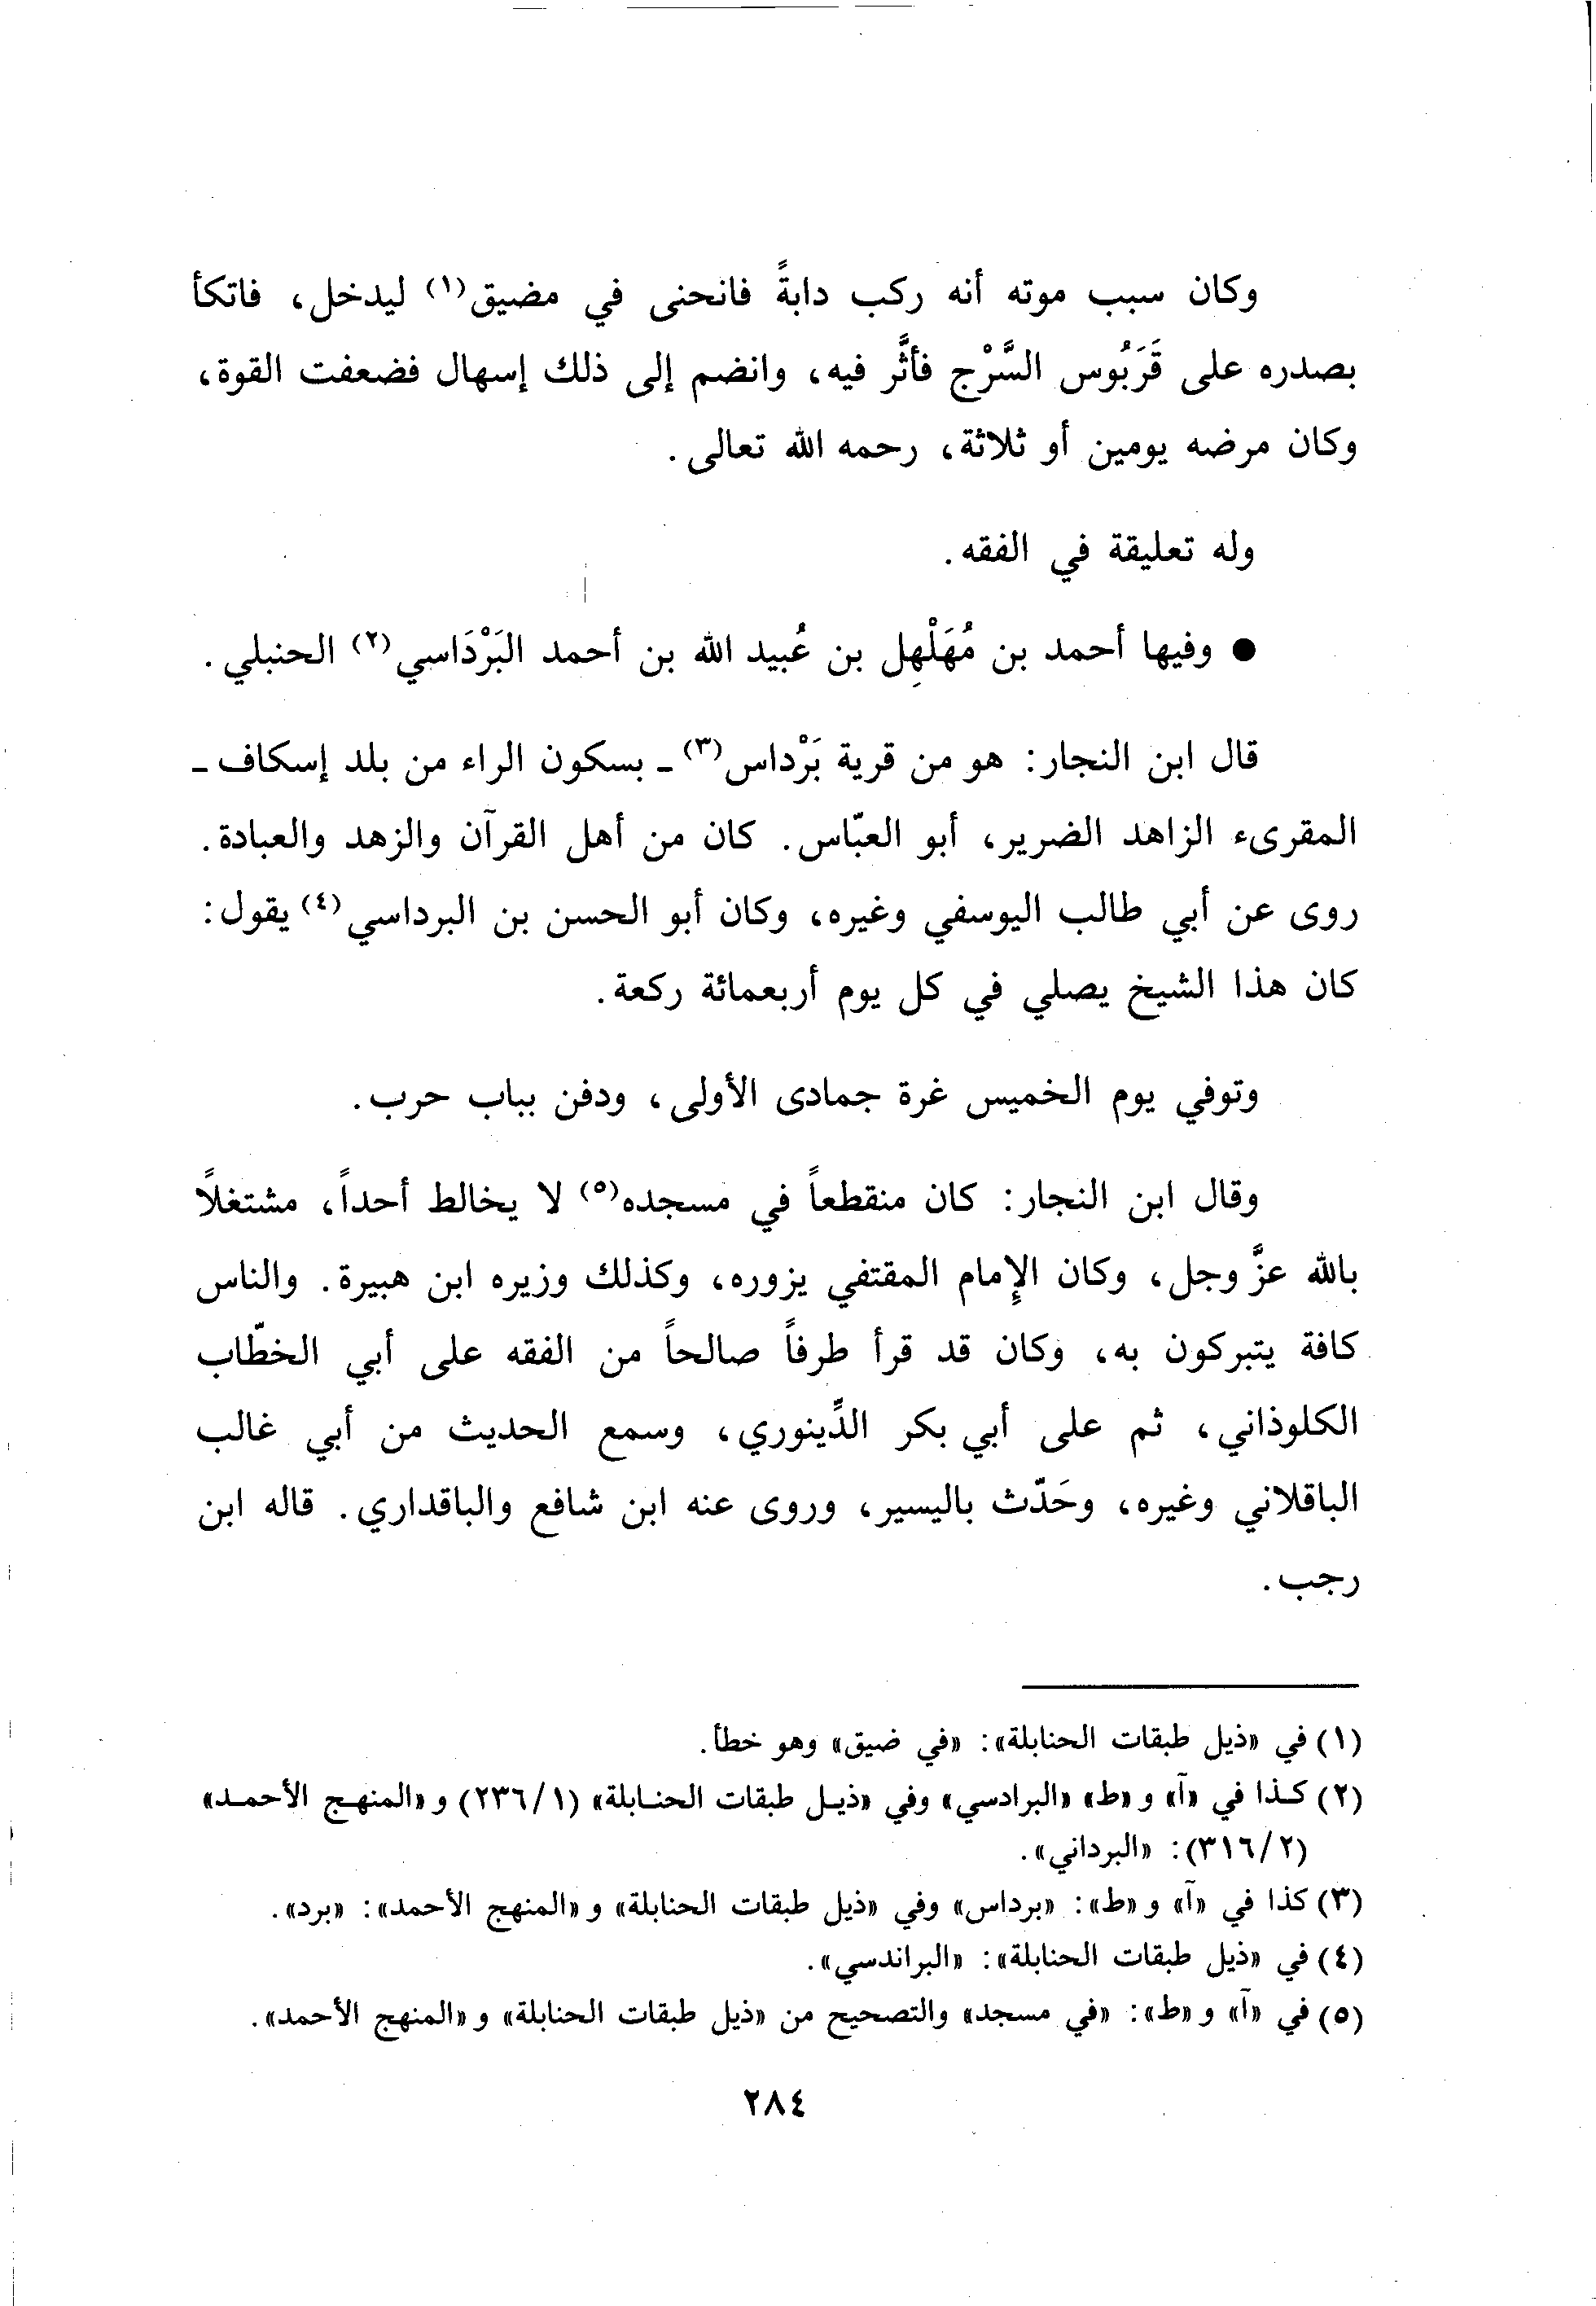 وكان سبب موته أنه ركب دابةً فانحنى في مضيق(١) ليدخل، فاتكأ
بصدره على قَرَبُوس السَّرْج فأثَّر فيه، وانضم إلى ذلك إسهال فضعفت القوة،
وكان مرضه يومين أو ثلاثة، رحمه الله تعالى.
وله تعليقة في الفقه.
● وفيها أحمد بن مُهَلْهِل بن عُبيد الله بن أحمد البَرْدَاسي(٢) الحنبلي.
قال ابن النجار: هو من قرية بَرْداس(٣) ـ بسكون الراء من بلد إسكاف ـ
المقرىء الزاهد الضرير، أبو العبّاس. كان من أهل القرآن والزهد والعبادة.
روى عن أبي طالب اليوسفي وغيره، وكان أبو الحسن بن البرداسي(٤) يقول:
كان هذا الشيخ يصلي في كل يوم أربعمائة ركعة.
وتوفي يوم الخميس غرة جمادى الأولى، ودفن بباب حرب.
وقال ابن النجار: كان منقطعاً في مسجده(٥) لا يخالط أحداً، مشتغلاً
بالله عزَّ وجل، وكان الإِمام المقتفي يزوره، وكذلك وزيره ابن هبيرة. والناس
كافة يتبركون به، وكان قد قرأ طرفاً صالحاً من الفقه على أبي الخطّاب
الكلوذاني، ثم على أبي بكر الدِّينوري، وسمع الحديث من أبي غالب
الباقلاني وغيره، وحَدّث باليسير، وروى عنه ابن شافع والباقداري. قاله ابن
رجب.
(١) في «ذيل طبقات الحنابلة»: «في ضيق» وهو خطأ.
(٢) كذا في «آ» و«ط» «البرادسي» وفي «ذيل طبقات الحنابلة» (٢٣٦/١) و«المنهج الأحمد»
(٣١٦/٢): «البرداني».
(٣) كذا في «آ» و«ط»: «برداس» وفي «ذيل طبقات الحنابلة» و«المنهج الأحمد»: «برد».
(٤) في «ذيل طبقات الحنابلة»: «البراندسي».
(٥) في «آ» و«ط»: «في مسجد» والتصحيح من «ذيل طبقات الحنابلة» و«المنهج الأحمد».
٢٨٤